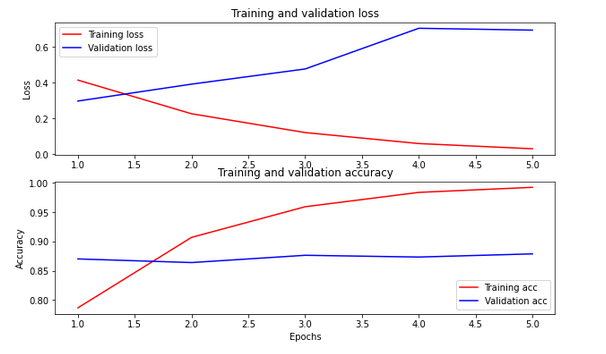 Training and validation loss
Training loss
Validation loss
0.6
0.4
0.2
0.0
Loss
1.0 1.5 2.0 2.5 3.0 3.5 4.0 4.5 5.0
Training and validation accuracy
1.00
0.95
0.90
0.85
0.80
Accuracy
Training acc
Validation acc
1.0 1.5 2.0 2.5 3.0 3.5 4.0 4.5 5.0
Epochs